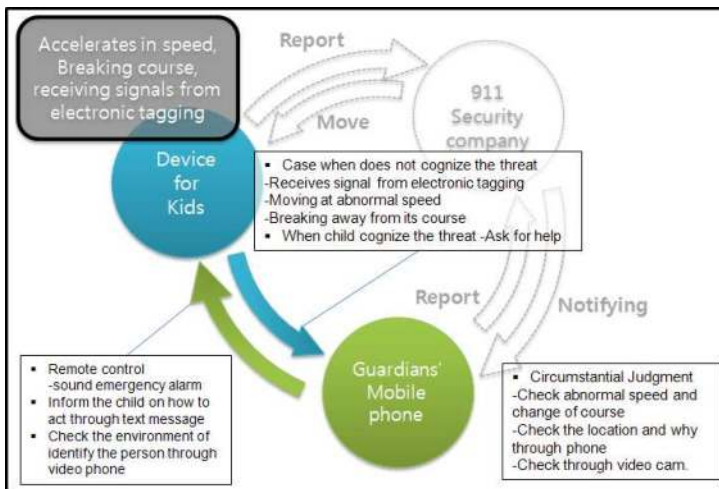 Accelerates in speed,
Breaking course,
receiving signals from
electronic tagging
Report
Move
911
Security
company
Device
for
Kids
▪ Case when does not cognize the threat
-Receives signal from electronic tagging
-Moving at abnormal speed
-Breaking away from its course
▪ When child cognize the threat -Ask for help
Report
Notifying
Guardians'
Mobile
phone
▪ Remote control
-sound emergency alarm
▪ Inform the child on how to
act through text message
▪ Check the environment of
identify the person through
video phone
▪ Circumstantial Judgment
-Check abnormal speed and
change of course
-Check the location and why
through phone
-Check through video cam.